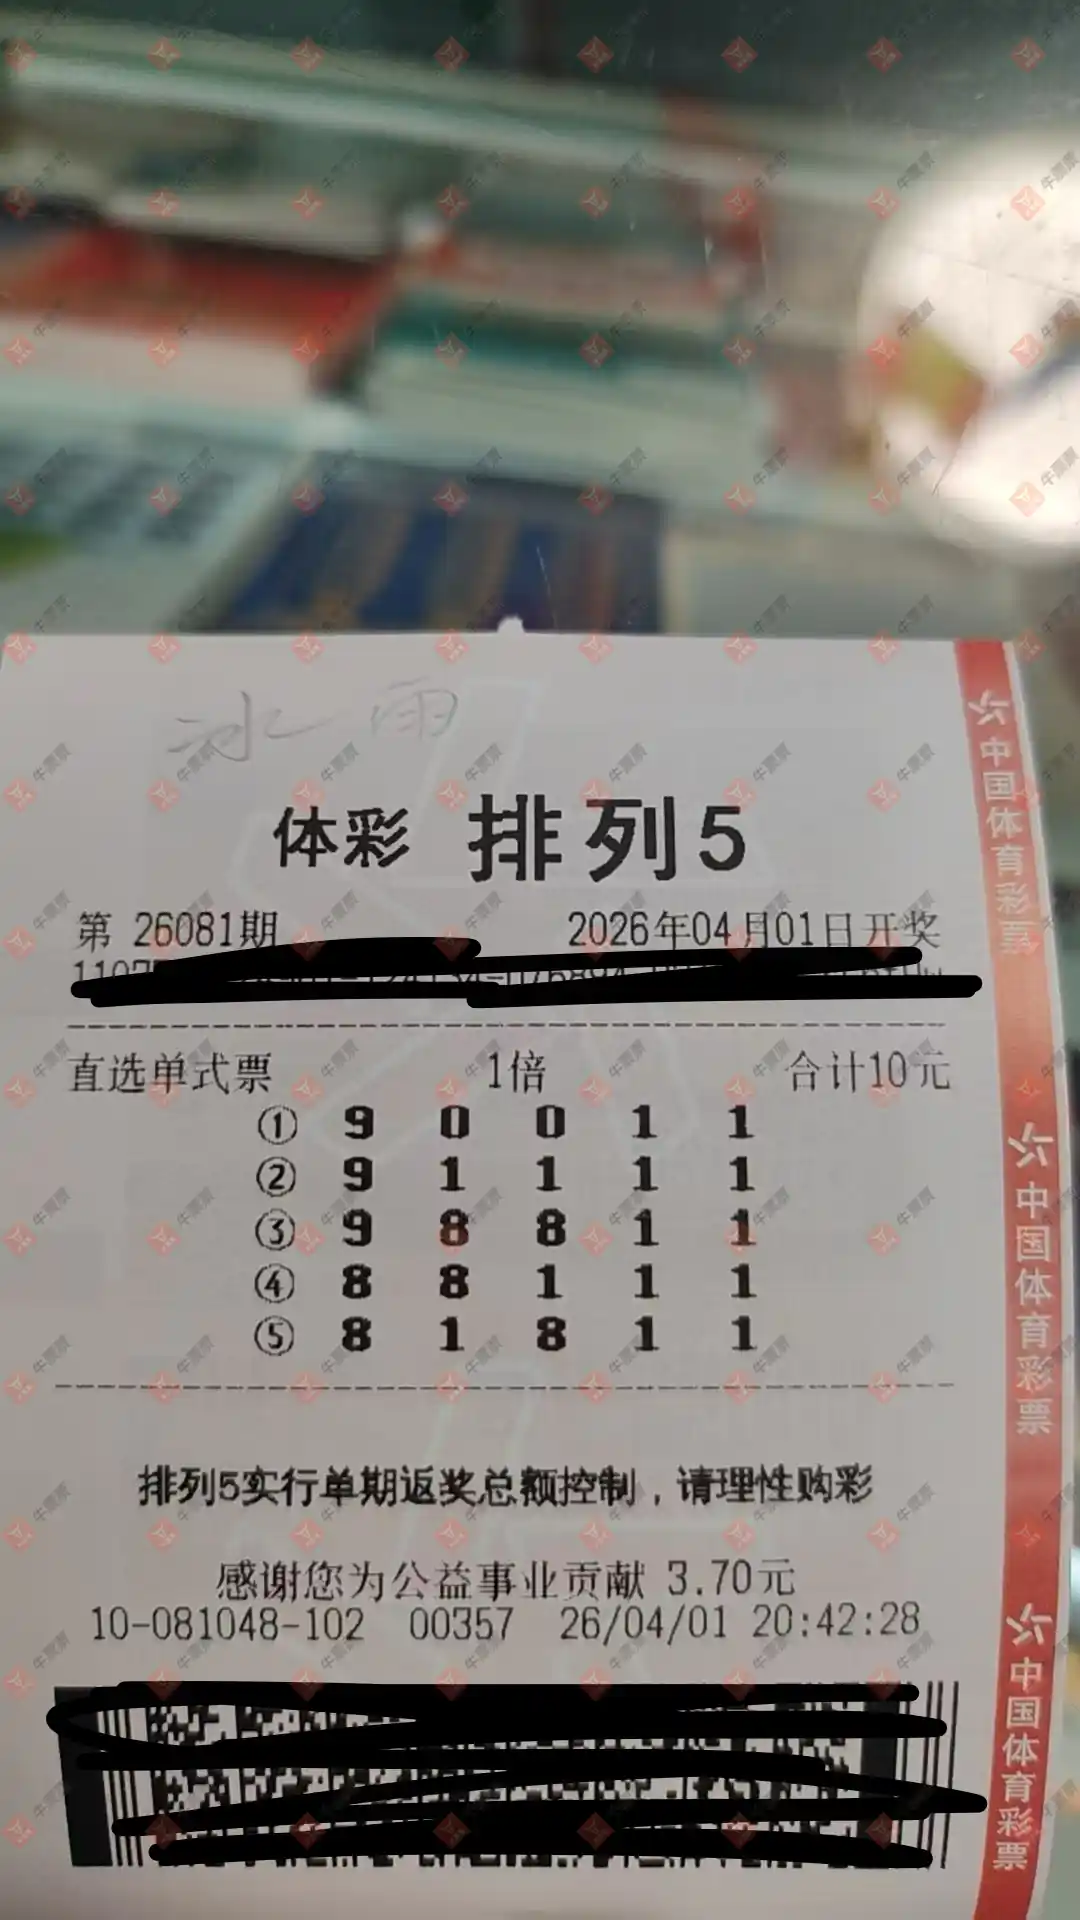 冰雨
体彩 排列5
第 26081期 2026年04月01日开奖
直选单式票 1倍 合计10元
① 9 0 0 1 1
② 9 1 1 1 1
③ 9 8 8 1 1
④ 8 8 1 1 1
⑤ 8 1 8 1 1
排列5实行单期返奖总额控制，请理性购彩
感谢您为公益事业贡献 3.70元
10-081048-102 00357 26/04/01 20:42:28
中国体育彩票
中国体育彩票
中国体育彩票
牛票票